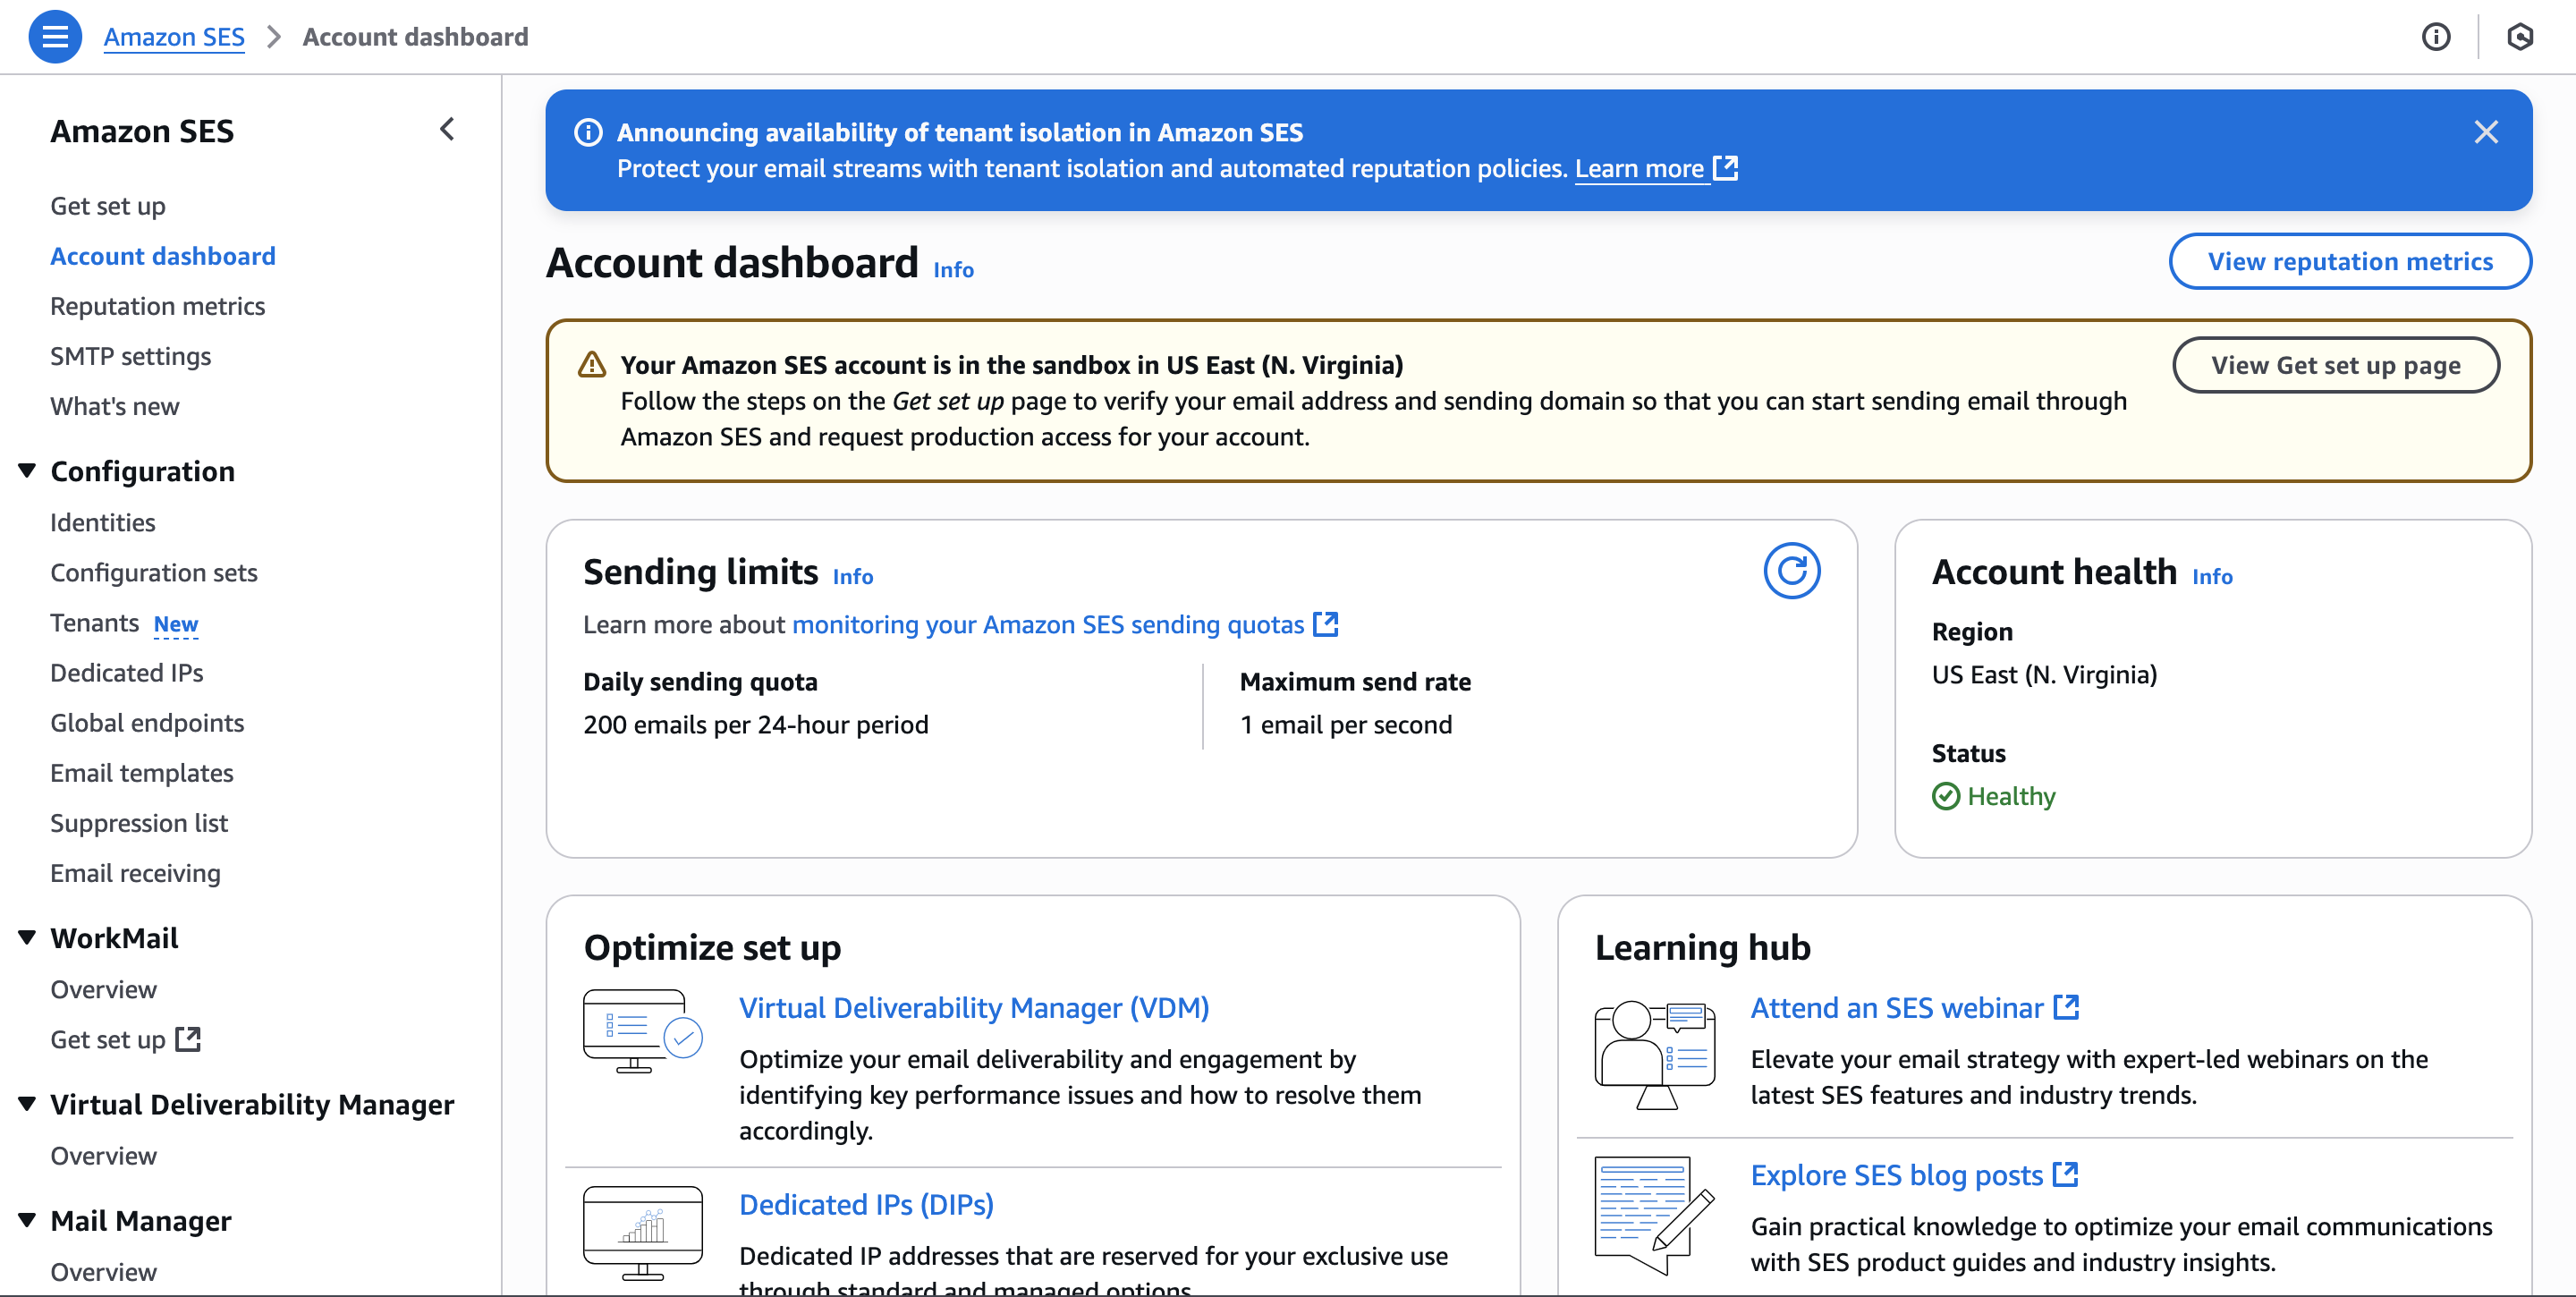 Amazon SES > Account dashboard
Amazon SES
Get set up
Account dashboard
Reputation metrics
SMTP settings
What's new
Configuration
Identities
Configuration sets
Tenants New
Dedicated IPs
Global endpoints
Email templates
Suppression list
Email receiving
WorkMail
Overview
Get set up
Virtual Deliverability Manager
Overview
Mail Manager
Overview
Announcing availability of tenant isolation in Amazon SES
Protect your email streams with tenant isolation and automated reputation policies. Learn more
Account dashboard Info
View reputation metrics
Your Amazon SES account is in the sandbox in US East (N. Virginia)
Follow the steps on the Get set up page to verify your email address and sending domain so that you can start sending email through
Amazon SES and request production access for your account.
View Get set up page
Sending limits Info
Learn more about monitoring your Amazon SES sending quotas
Daily sending quota
200 emails per 24-hour period
Maximum send rate
1 email per second
Account health Info
Region
US East (N. Virginia)
Status
Healthy
Optimize set up
Virtual Deliverability Manager (VDM)
Optimize your email deliverability and engagement by
identifying key performance issues and how to resolve them
accordingly.
Dedicated IPs (DIPs)
Dedicated IP addresses that are reserved for your exclusive use
through standard and managed options.
Learning hub
Attend an SES webinar
Elevate your email strategy with expert-led webinars on the
latest SES features and industry trends.
Explore SES blog posts
Gain practical knowledge to optimize your email communications
with SES product guides and industry insights.